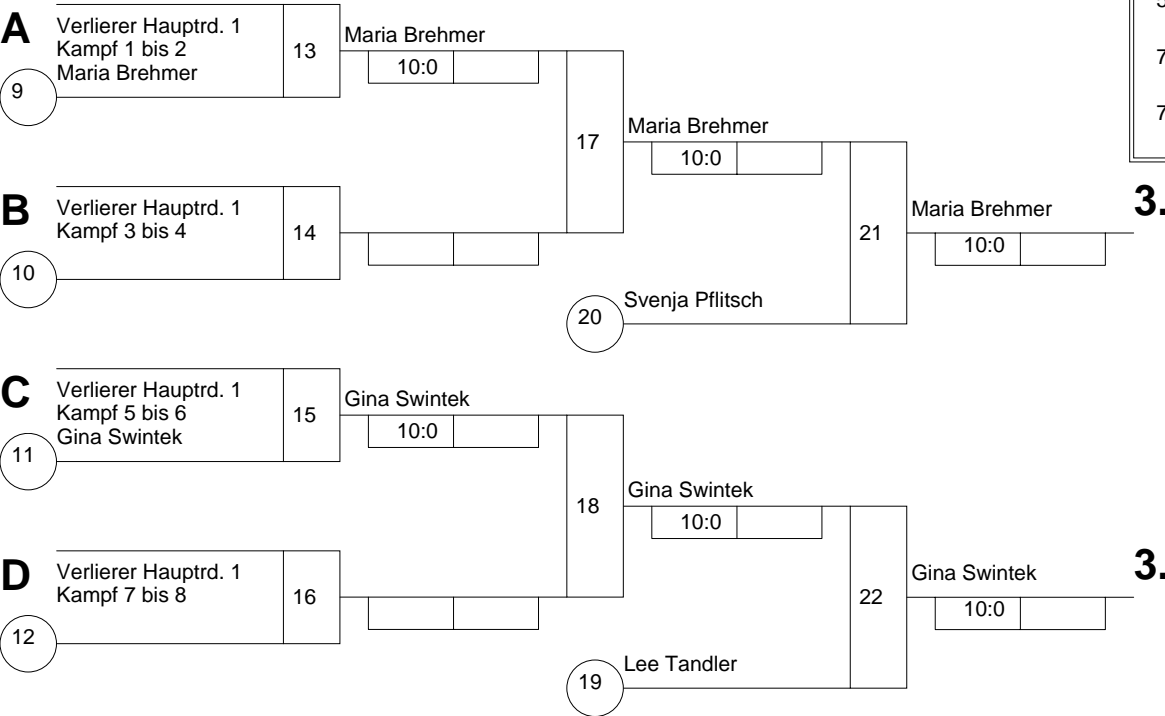 A
Verlierer Hauptrd. 1
Kampf 1 bis 2
Maria Brehmer
9
13
Maria Brehmer
10:0
17
Maria Brehmer
10:0
B
Verlierer Hauptrd. 1
Kampf 3 bis 4
10
14
21
Maria Brehmer
10:0
3.
20
Svenja Pflitsch
C
Verlierer Hauptrd. 1
Kampf 5 bis 6
Gina Swintek
11
15
Gina Swintek
10:0
18
Gina Swintek
10:0
D
Verlierer Hauptrd. 1
Kampf 7 bis 8
12
16
22
Gina Swintek
10:0
3.
19
Lee Tandler
7
7